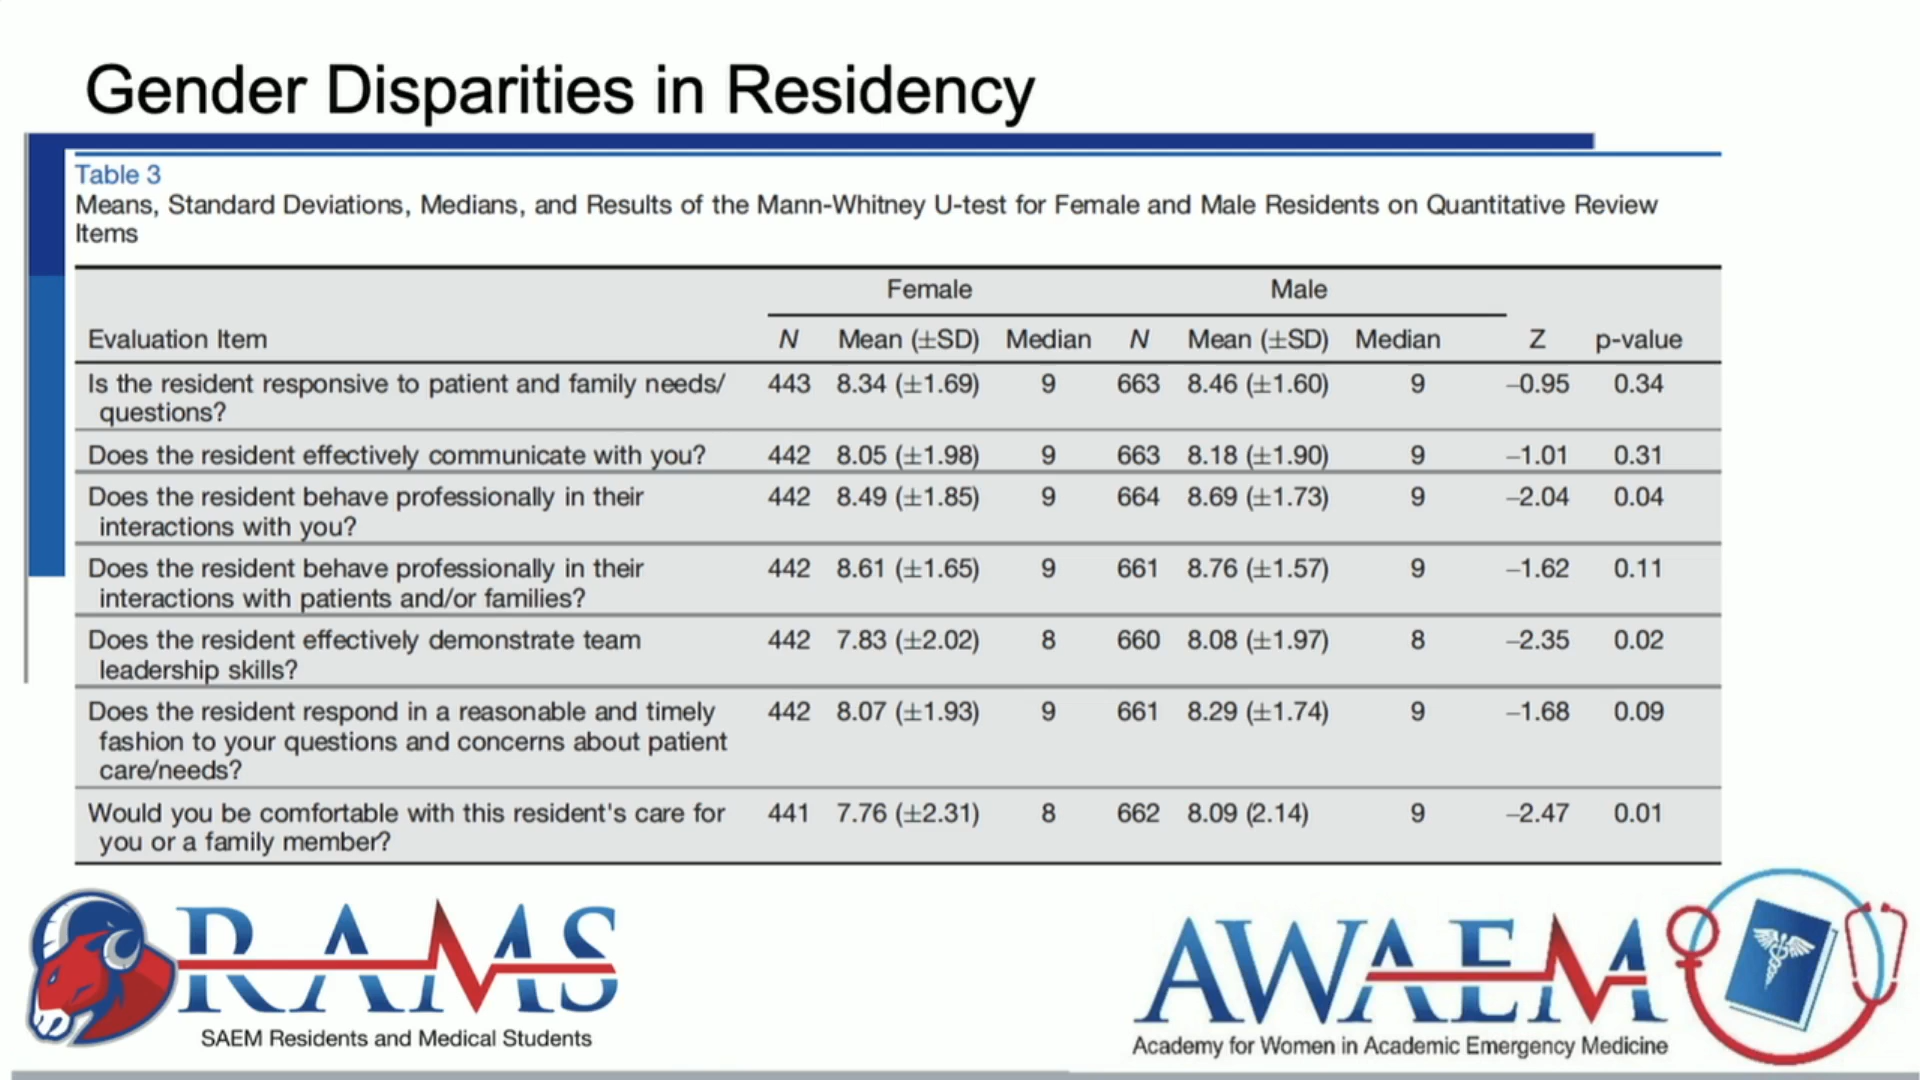 Gender Disparities in Residency
Table 3
Means, Standard Deviations, Medians, and Results of the Mann-Whitney U-test for Female and Male Residents on Quantitative Review
Items
Female Male
Evaluation Item N Mean (±SD) Median N Mean (±SD) Median Z p-value
Is the resident responsive to patient and family needs/ 443 8.34 (±1.69) 9 663 8.46 (±1.60) 9 –0.95 0.34
questions?
Does the resident effectively communicate with you? 442 8.05 (±1.98) 9 663 8.18 (±1.90) 9 –1.01 0.31
Does the resident behave professionally in their 442 8.49 (±1.85) 9 664 8.69 (±1.73) 9 –2.04 0.04
interactions with you?
Does the resident behave professionally in their 442 8.61 (±1.65) 9 661 8.76 (±1.57) 9 –1.62 0.11
interactions with patients and/or families?
Does the resident effectively demonstrate team 442 7.83 (±2.02) 8 660 8.08 (±1.97) 8 –2.35 0.02
leadership skills?
Does the resident respond in a reasonable and timely 442 8.07 (±1.93) 9 661 8.29 (±1.74) 9 –1.68 0.09
fashion to your questions and concerns about patient
care/needs?
Would you be comfortable with this resident's care for 441 7.76 (±2.31) 8 662 8.09 (2.14) 9 –2.47 0.01
you or a family member?
RAMS
SAEM Residents and Medical Students
AWAEM
Academy for Women in Academic Emergency Medicine